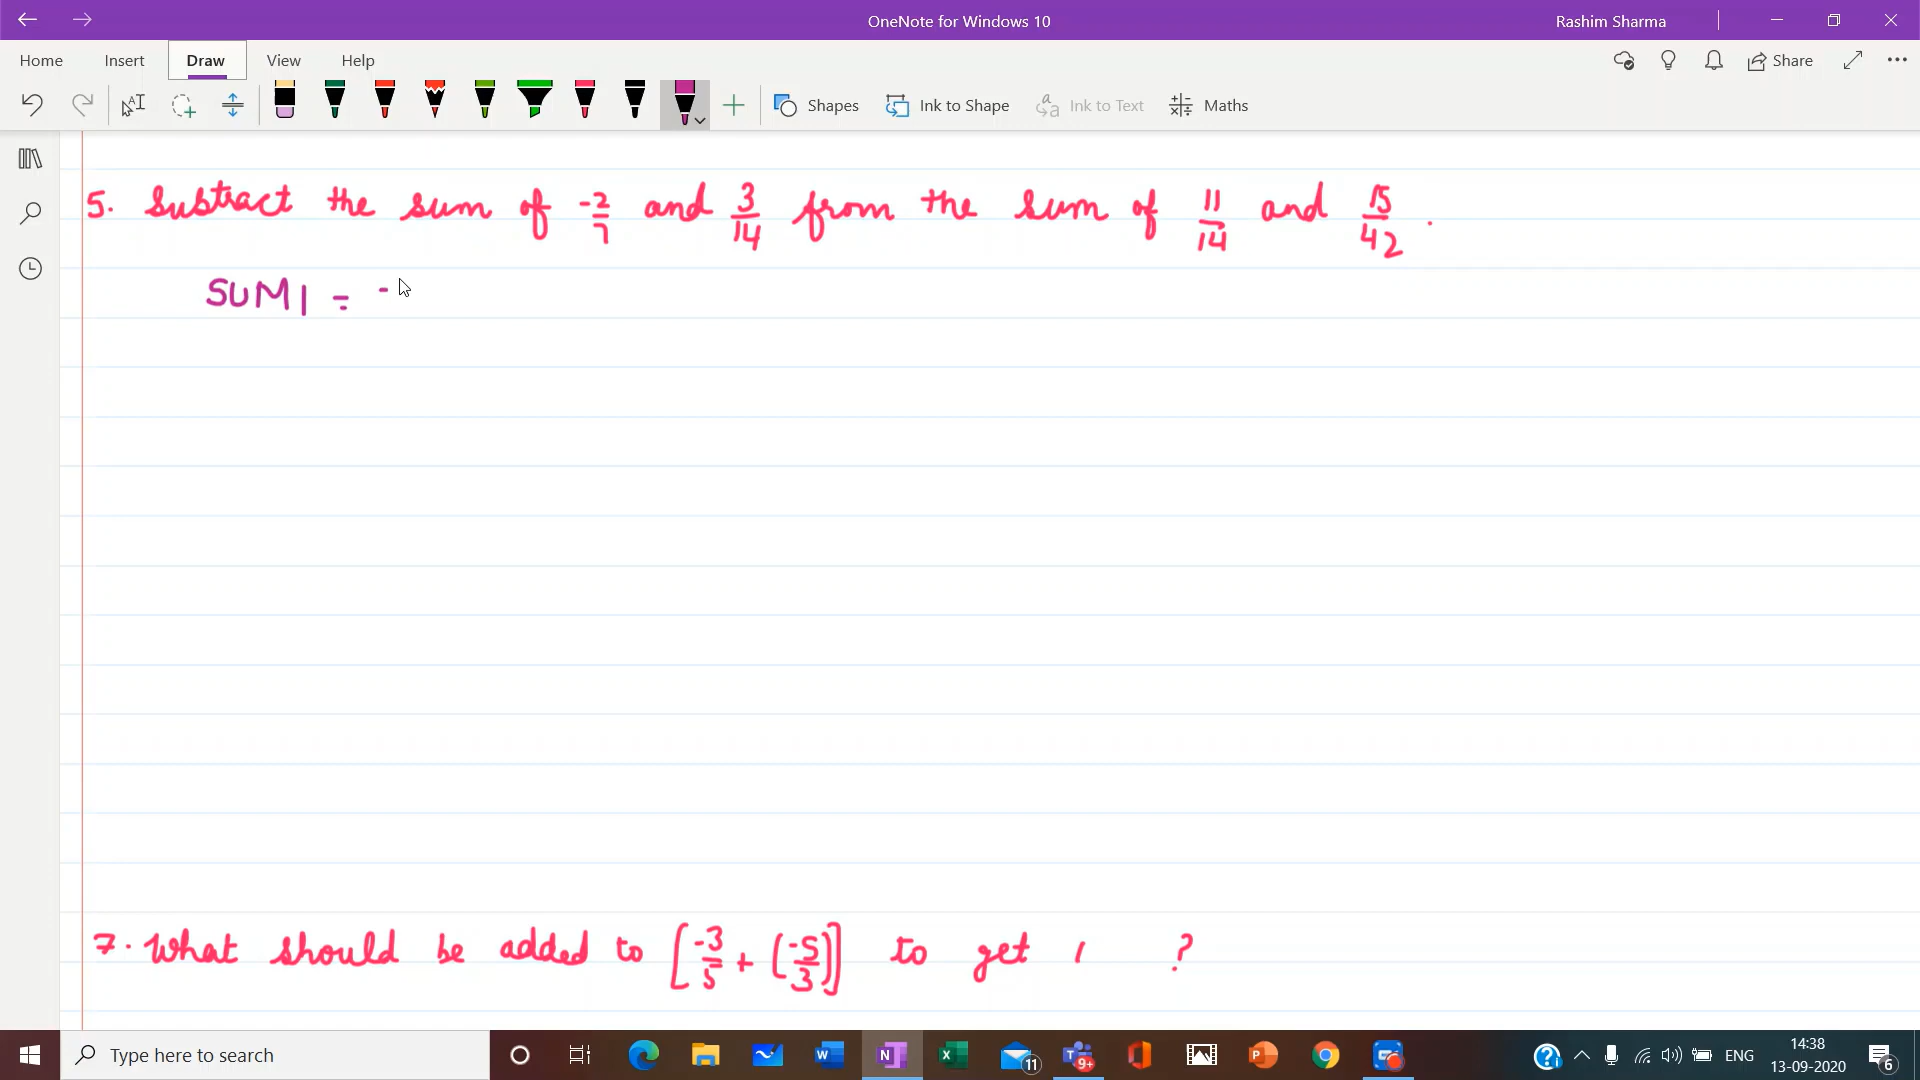 OneNote for Windows 10
Rashim Sharma
Home Insert Draw View Help
Share
Shapes Ink to Shape Ink to Text Maths
5. Subtract the sum of -2/7 and 3/14 from the sum of 11/14 and 15/42 .
SUM1 = -
7. What should be added to [-3/5 + (-5/3)] to get 1 ?
Type here to search
11
9+
ENG
14:38
13-09-2020
6